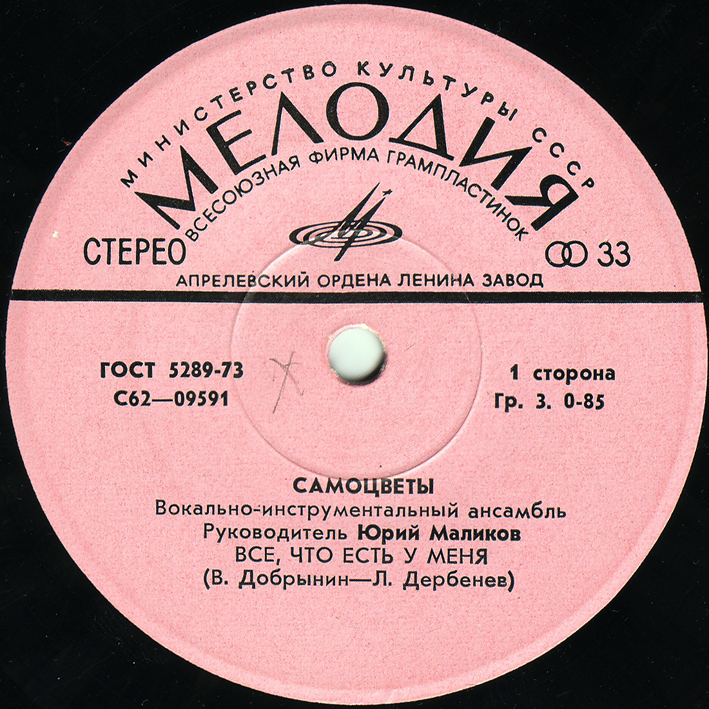 МИНИСТЕРСТВО КУЛЬТУРЫ СССР
МЕЛОДИЯ
ВСЕСОЮЗНАЯ ФИРМА ГРАМПЛАСТИНОК
СТЕРЕО
33
АПРЕЛЕВСКИЙ ОРДЕНА ЛЕНИНА ЗАВОД
ГОСТ 5289-73
С62—09591
1 сторона
Гр. 3. 0-85
САМОЦВЕТЫ
Вокально-инструментальный ансамбль
Руководитель Юрий Маликов
ВСЕ, ЧТО ЕСТЬ У МЕНЯ
(В. Добрынин—Л. Дербенев)